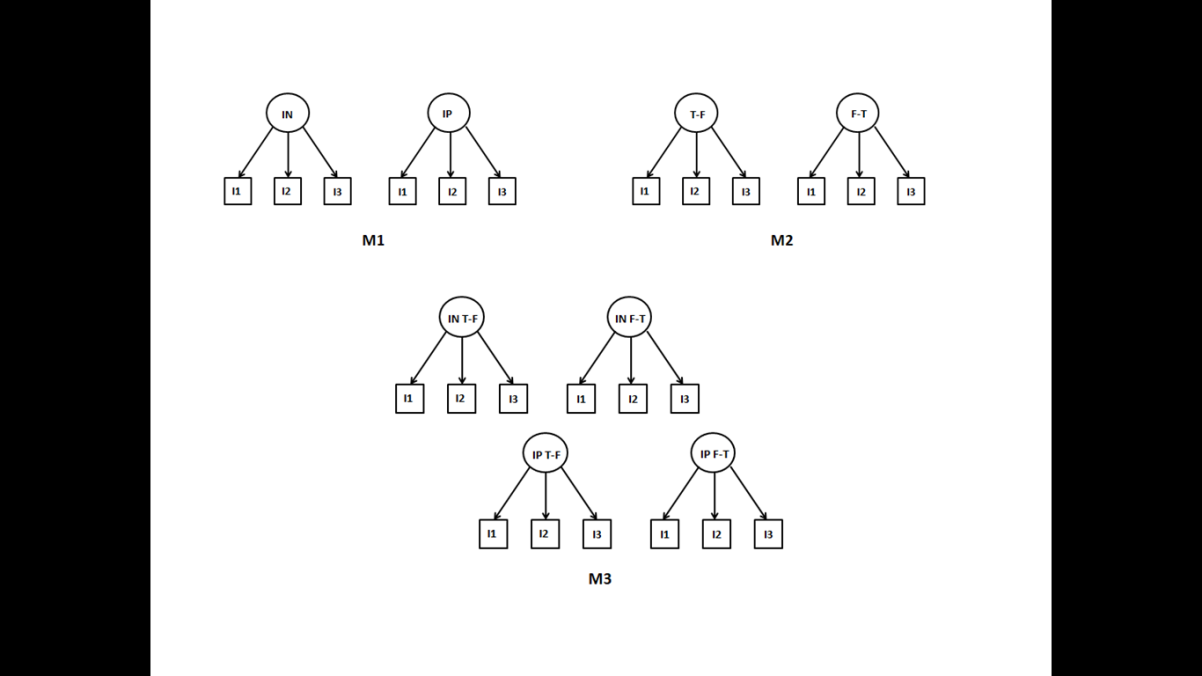 IN IP T-F F-T
I1 I2 I3 I1 I2 I3 I1 I2 I3 I1 I2 I3
M1 M2
IN T-F IN F-T
I1 I2 I3 I1 I2 I3
IP T-F IP F-T
I1 I2 I3 I1 I2 I3
M3